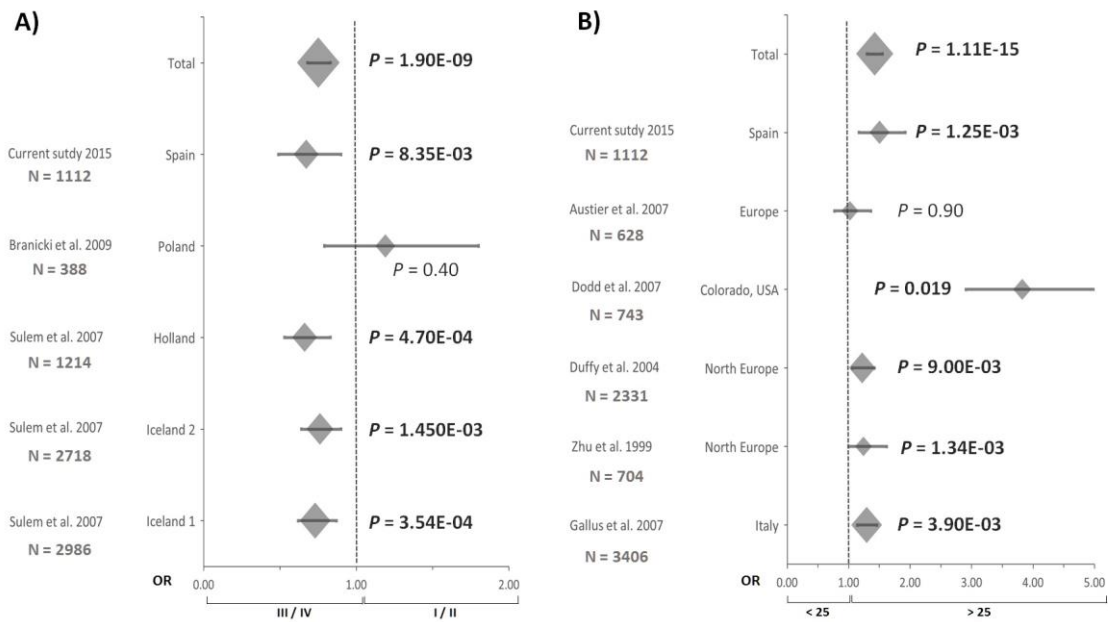 A)
Total
P = 1.90E-09
Current sutdy 2015
N = 1112
Spain
P = 8.35E-03
Branicki et al. 2009
N = 388
Poland
P = 0.40
Sulem et al. 2007
N = 1214
Holland
P = 4.70E-04
Sulem et al. 2007
N = 2718
Iceland 2
P = 1.450E-03
Sulem et al. 2007
N = 2986
Iceland 1
P = 3.54E-04
OR
0.00 1.00 2.00
III / IV I / II
B)
Total
P = 1.11E-15
Current sutdy 2015
N = 1112
Spain
P = 1.25E-03
Austier et al. 2007
N = 628
Europe
P = 0.90
Dodd et al. 2007
N = 743
Colorado, USA
P = 0.019
Duffy et al. 2004
N = 2331
North Europe
P = 9.00E-03
Zhu et al. 1999
N = 704
North Europe
P = 1.34E-03
Gallus et al. 2007
N = 3406
Italy
P = 3.90E-03
OR
0.00 1.00 2.00 3.00 4.00 5.00
< 25 > 25